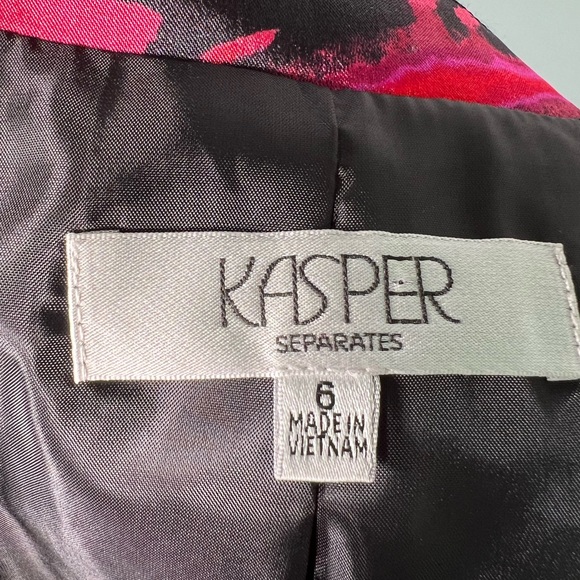 KASPER
SEPARATES
6
MADE IN
VIETNAM